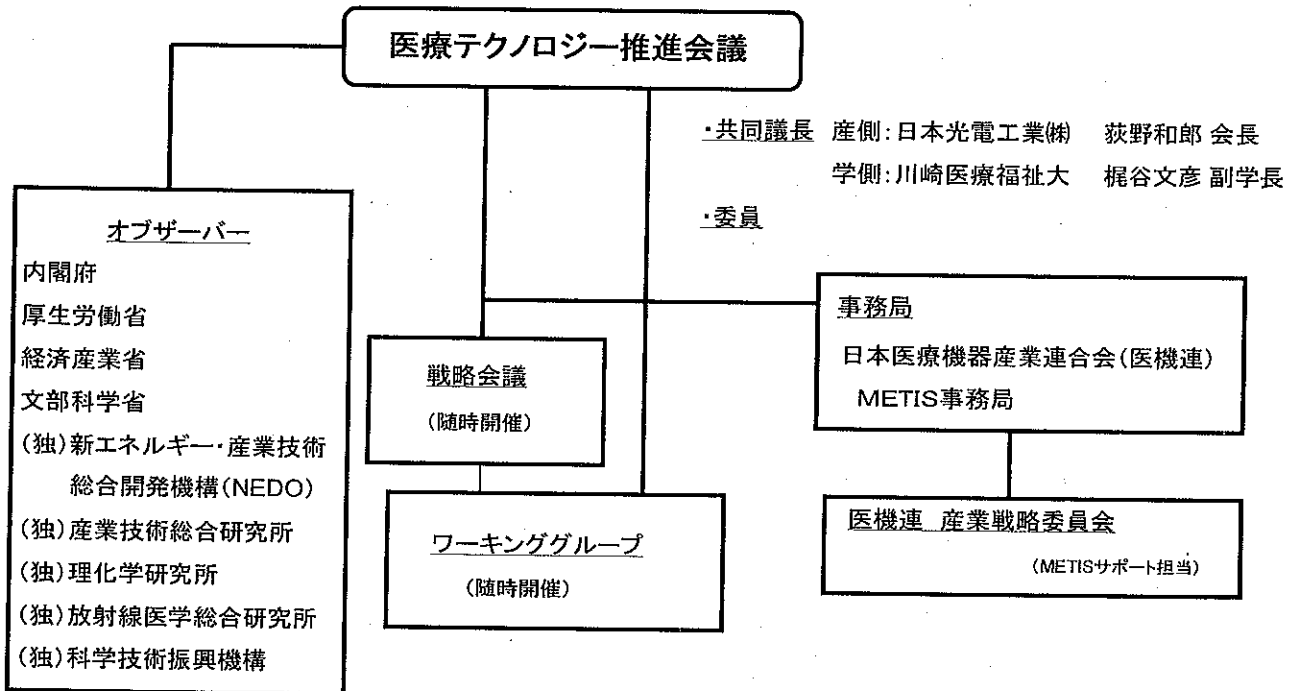 医療テクノロジー推進会議
・共同議長 産側:日本光電工業㈱ 荻野和郎 会長
学側:川崎医療福祉大 梶谷文彦 副学長
・委員
オブザーバー
内閣府
厚生労働省
経済産業省
文部科学省
(独)新エネルギー・産業技術
総合開発機構(NEDO)
(独)産業技術総合研究所
(独)理化学研究所
(独)放射線医学総合研究所
(独)科学技術振興機構
戦略会議
(随時開催)
ワーキンググループ
(随時開催)
事務局
日本医療機器産業連合会(医機連)
METIS事務局
医機連 産業戦略委員会
(METISサポート担当)